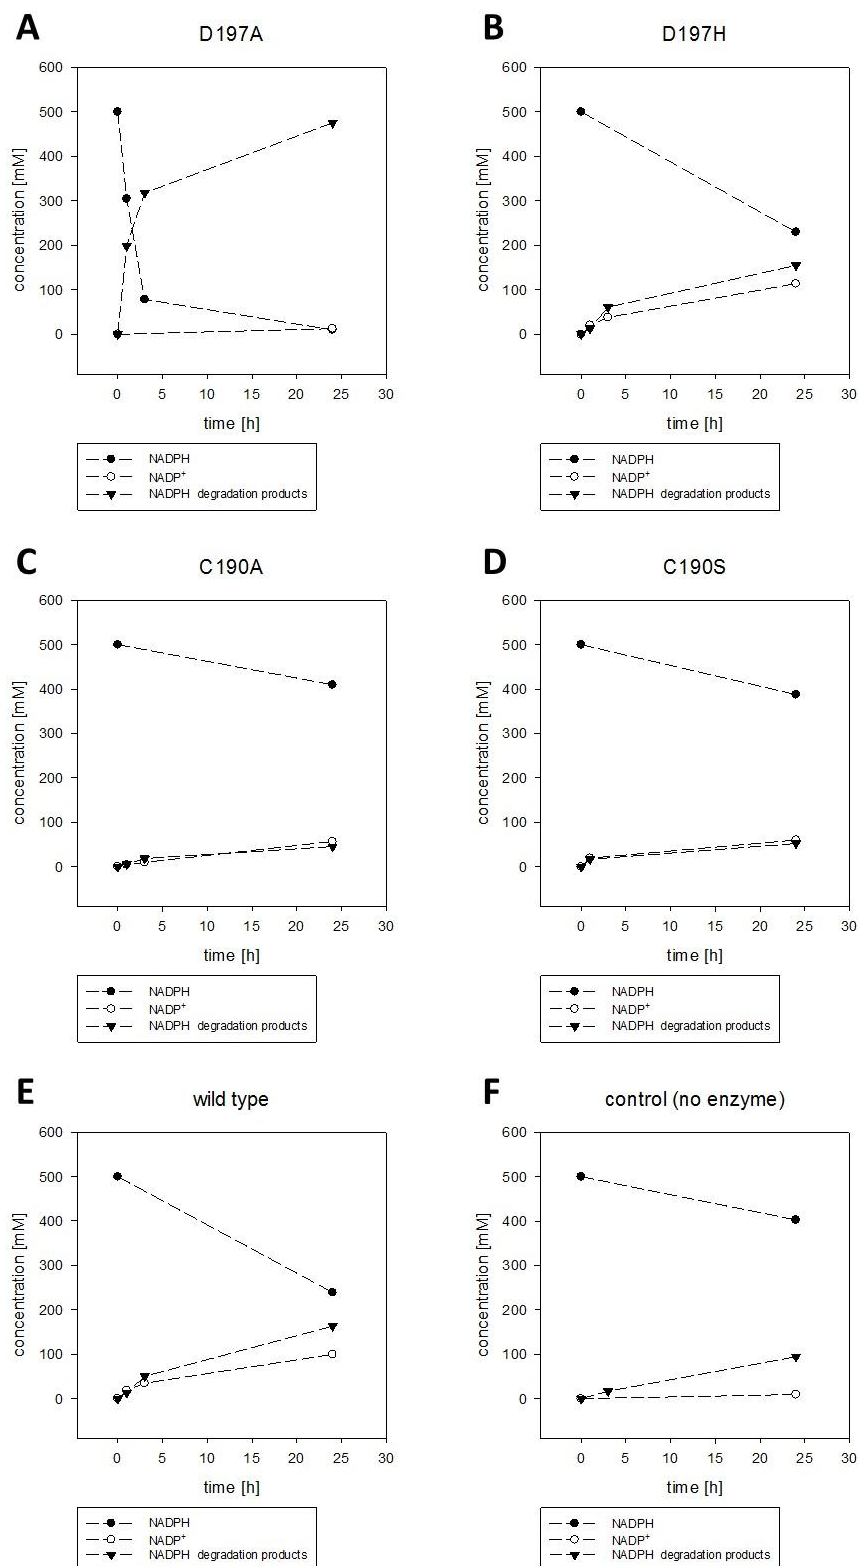 A
D197A
600
500
400
300
200
100
0
concentration [mM]
0 5 10 15 20 25 30
time [h]
NADPH
NADP⁺
NADPH degradation products
B
D197H
600
500
400
300
200
100
0
concentration [mM]
0 5 10 15 20 25 30
time [h]
NADPH
NADP⁺
NADPH degradation products
C
C190A
600
500
400
300
200
100
0
concentration [mM]
0 5 10 15 20 25 30
time [h]
NADPH
NADP⁺
NADPH degradation products
D
C190S
600
500
400
300
200
100
0
concentration [mM]
0 5 10 15 20 25 30
time [h]
NADPH
NADP⁺
NADPH degradation products
E
wild type
600
500
400
300
200
100
0
concentration [mM]
0 5 10 15 20 25 30
time [h]
NADPH
NADP⁺
NADPH degradation products
F
control (no enzyme)
600
500
400
300
200
100
0
concentration [mM]
0 5 10 15 20 25 30
time [h]
NADPH
NADP⁺
NADPH degradation products